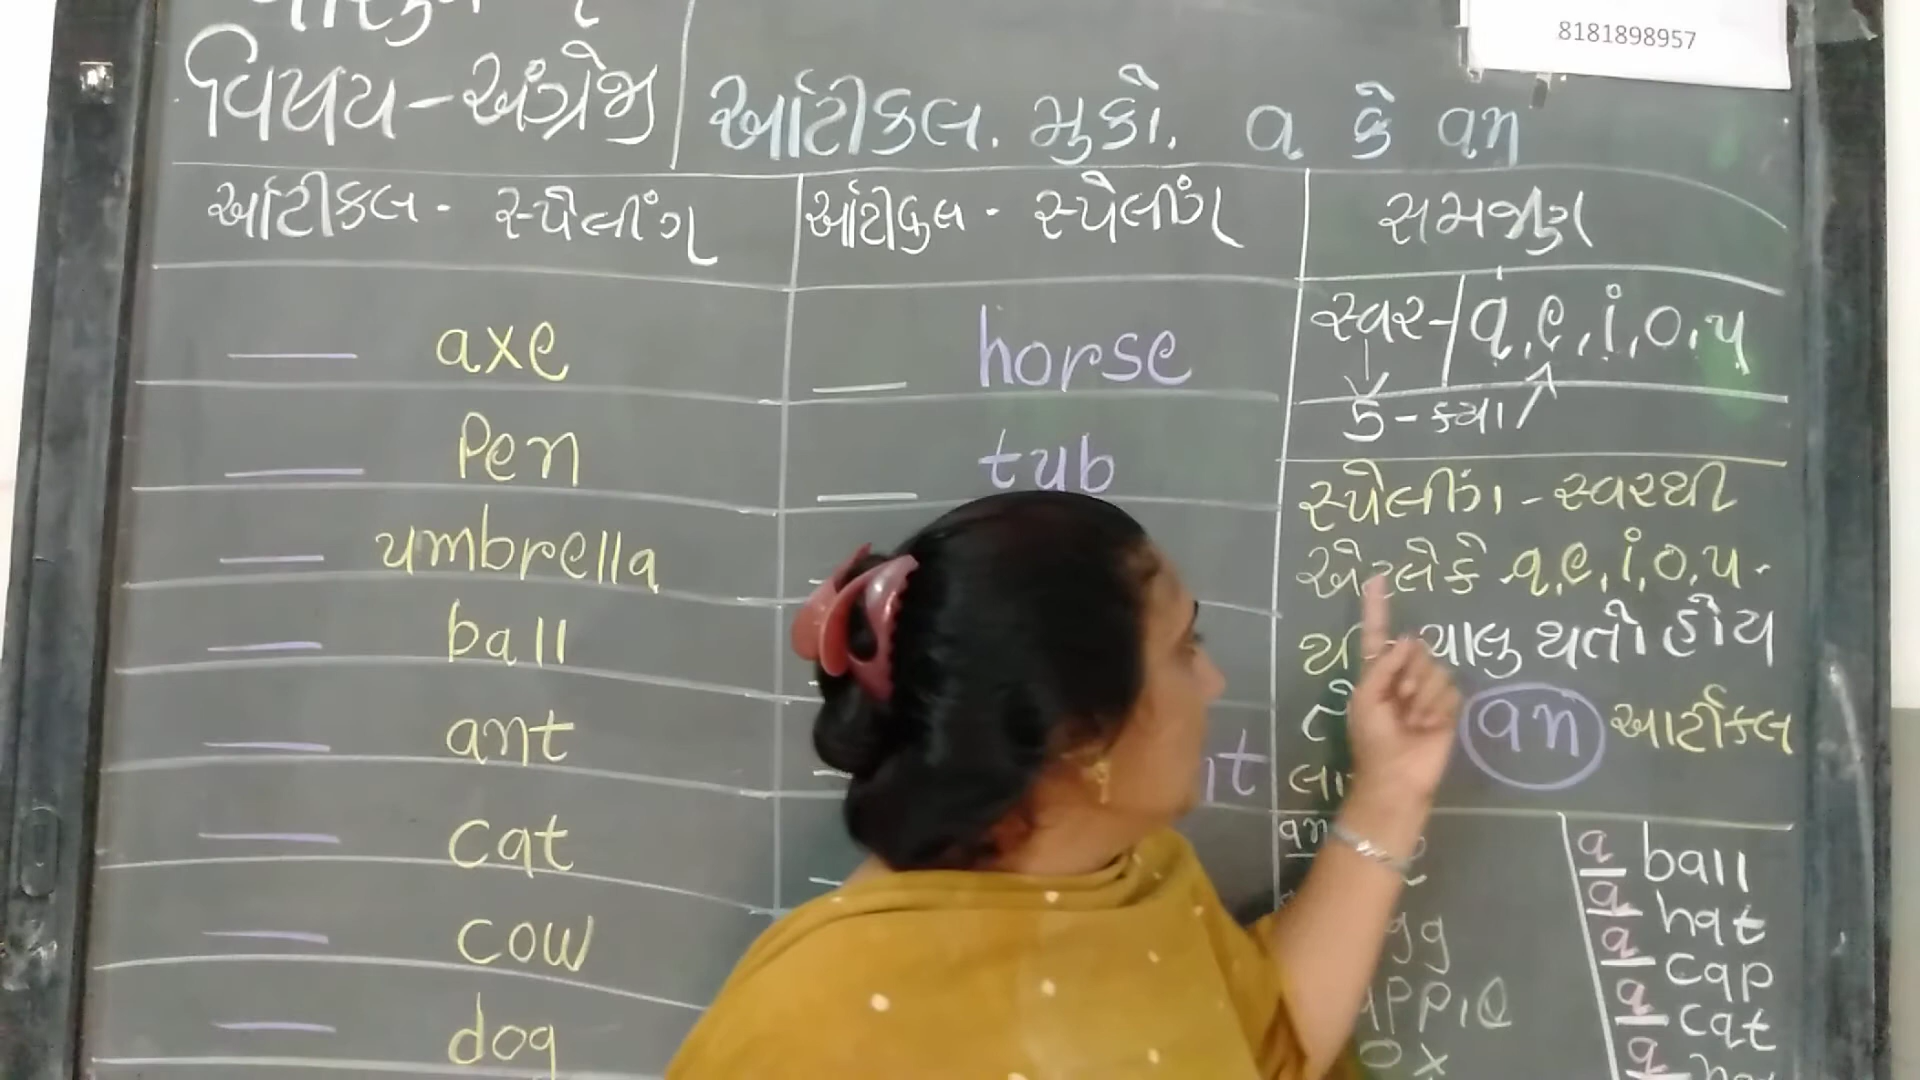 8181898957
વિષય-અંગ્રેજી
આર્ટીકલ. મુકો. a કે an
આર્ટીકલ - સ્પેલીંગ
axe
Pen
umbrella
ball
ant
cat
cow
dog
આર્ટીકલ - સ્પેલીંગ
horse
tub
સમજુણ
સ્વર- a, e, i, o, u
ક્યા
સ્પેલીંગ - સ્વરથી
એટલેકે a, e, i, o, u -
ચાલુ થતો હોય
an આર્ટીકલ
an
a ball
a hat
a cap
a cat
a